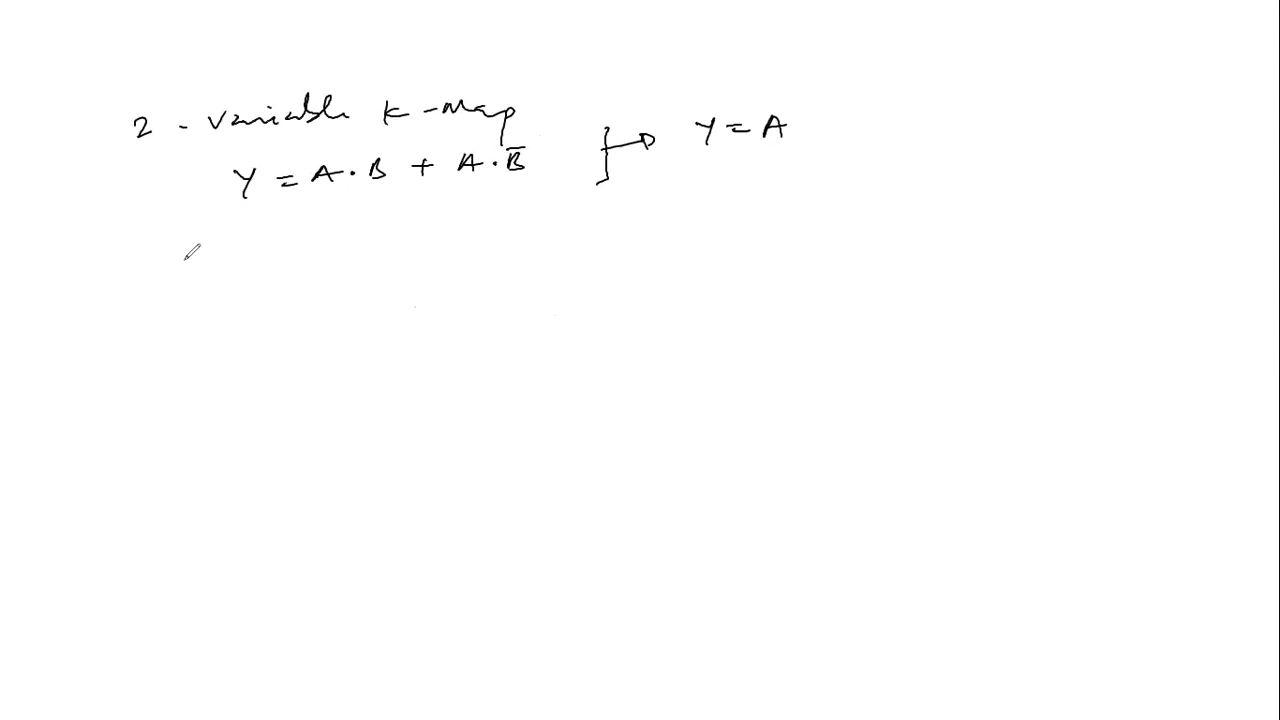 2 - variable K-map
Y = A.B + A.B̅ } → Y = A